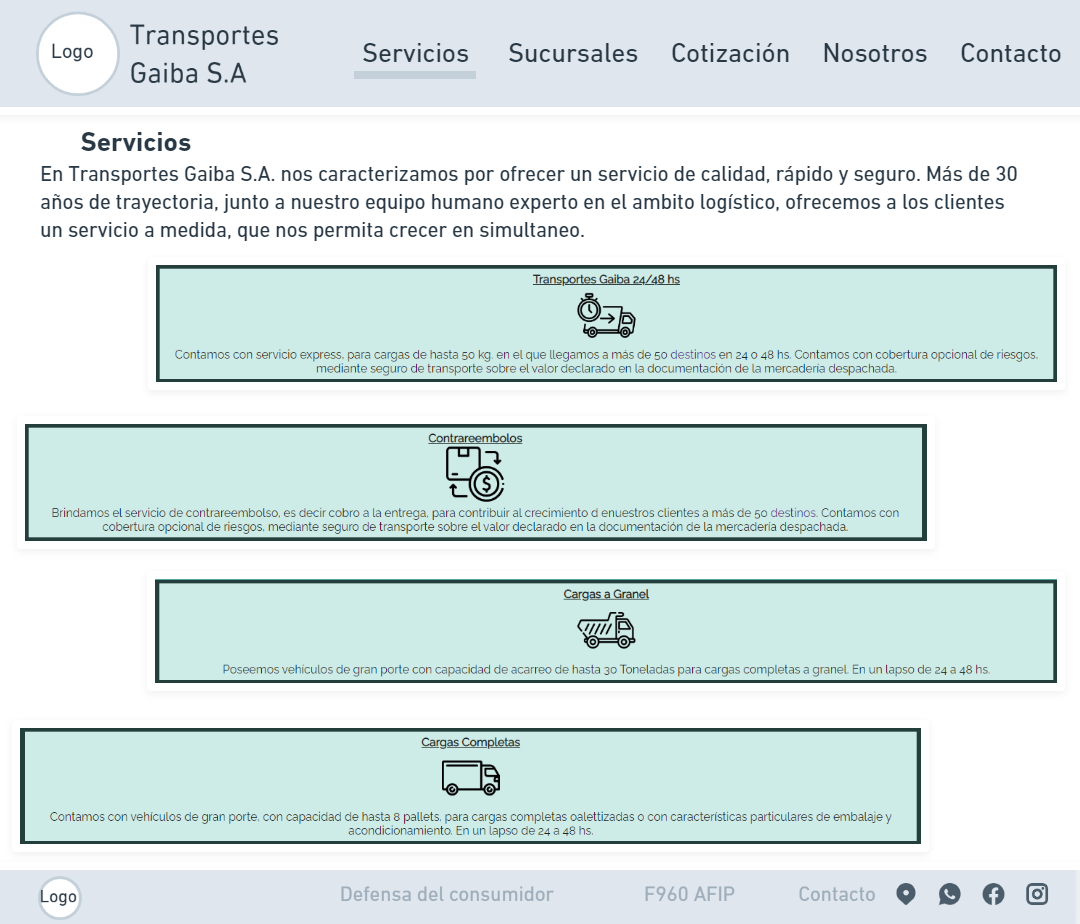 Logo
Transportes
Gaiba S.A
Servicios
Sucursales
Cotización
Nosotros
Contacto
Servicios
En Transportes Gaiba S.A. nos caracterizamos por ofrecer un servicio de calidad, rápido y seguro. Más de 30
años de trayectoria, junto a nuestro equipo humano experto en el ambito logístico, ofrecemos a los clientes
un servicio a medida, que nos permita crecer en simultaneo.
Transportes Gaiba 24/48 hs
Contamos con servicio express, para cargas de hasta 50 kg. en el que llegamos a más de 50 destinos en 24 o 48 hs. Contamos con cobertura opcional de riesgos,
mediante seguro de transporte sobre el valor declarado en la documentación de la mercadería despachada.
Contrareembolos
Brindamos el servicio de contrareembolso, es decir cobro a la entrega, para contribuir al crecimiento d enuestros clientes a más de 50 destinos. Contamos con
cobertura opcional de riesgos, mediante seguro de transporte sobre el valor declarado en la documentación de la mercadería despachada.
Cargas a Granel
Poseemos vehículos de gran porte con capacidad de acarreo de hasta 30 Toneladas para cargas completas a granel. En un lapso de 24 a 48 hs.
Cargas Completas
Contamos con vehículos de gran porte, con capacidad de hasta 8 pallets, para cargas completas oalettizadas o con características particulares de embalaje y
acondicionamiento. En un lapso de 24 a 48 hs.
Logo
Defensa del consumidor
F960 AFIP
Contacto